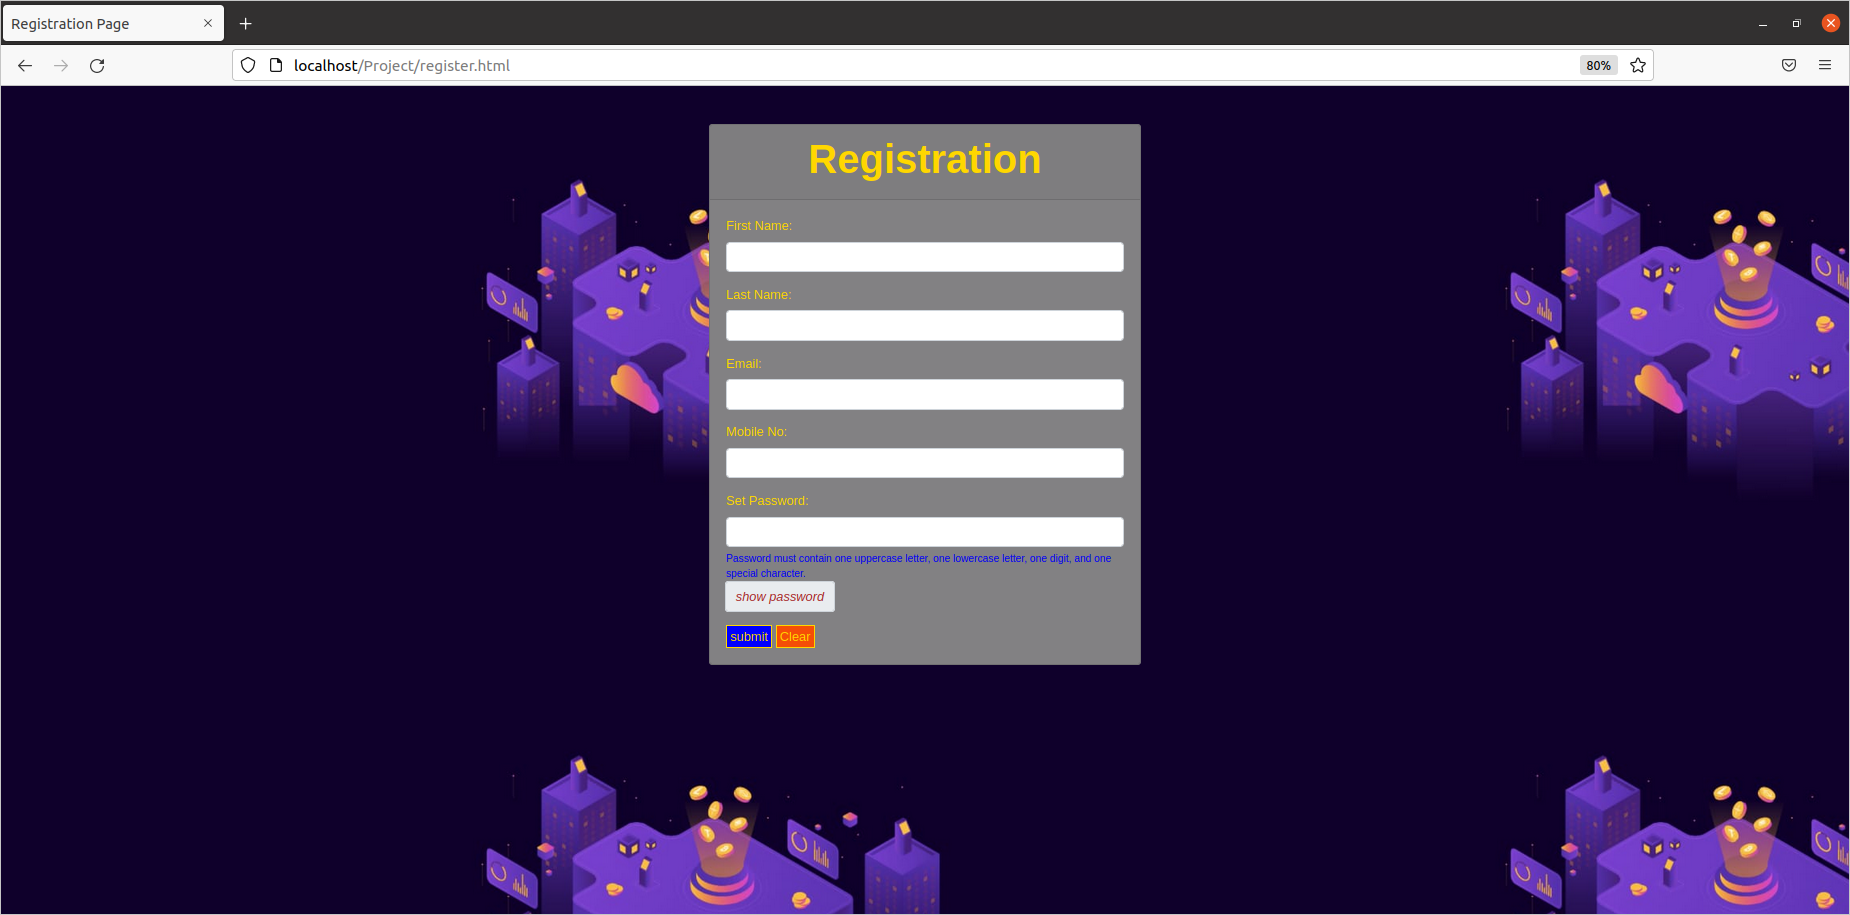 Registration Page
localhost/Project/register.html
80%
Registration
First Name:
Last Name:
Email:
Mobile No:
Set Password:
Password must contain one uppercase letter, one lowercase letter, one digit, and one
special character.
show password
submit Clear